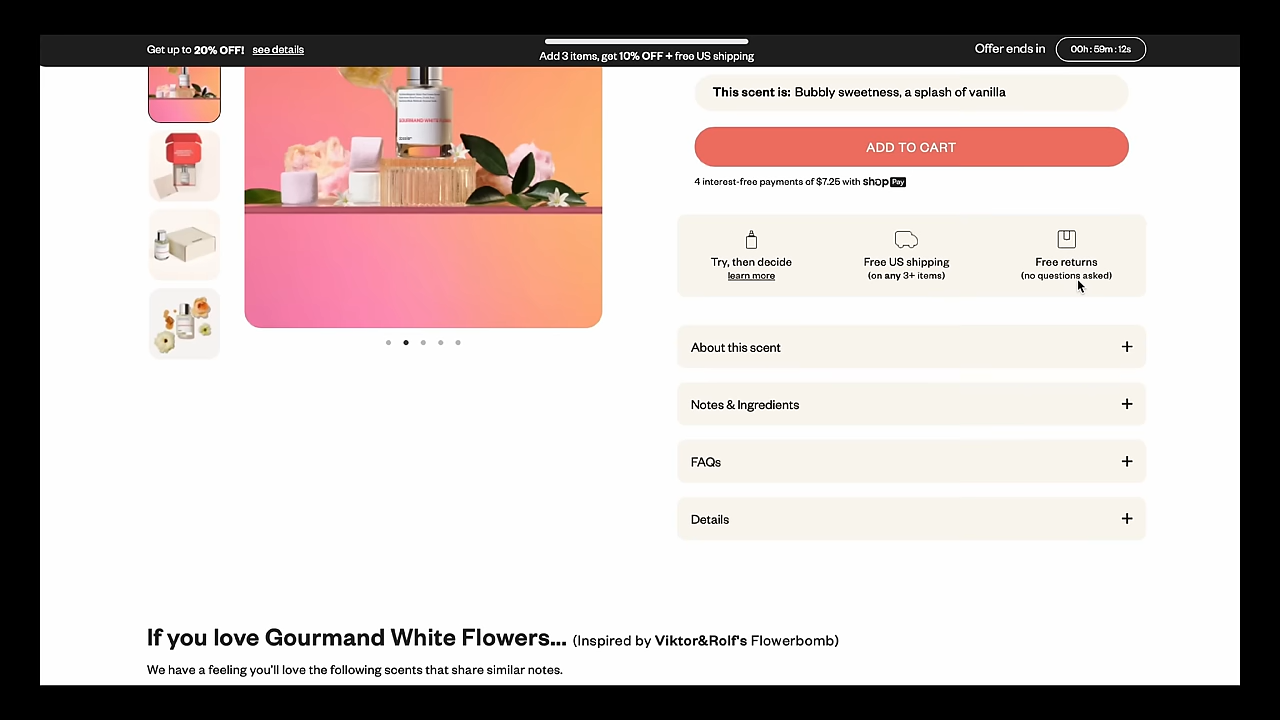 Get up to 20% OFF! see details
Add 3 items, get 10% OFF + free US shipping
Offer ends in 00h : 59m : 12s
GOURMAND WHITE FLOWERS
This scent is: Bubbly sweetness, a splash of vanilla
ADD TO CART
4 interest-free payments of $7.25 with shop Pay
Try, then decide
learn more
Free US shipping
(on any 3+ items)
Free returns
(no questions asked)
About this scent
Notes & Ingredients
FAQs
Details
If you love Gourmand White Flowers... (Inspired by Viktor&Rolf's Flowerbomb)
We have a feeling you'll love the following scents that share similar notes.